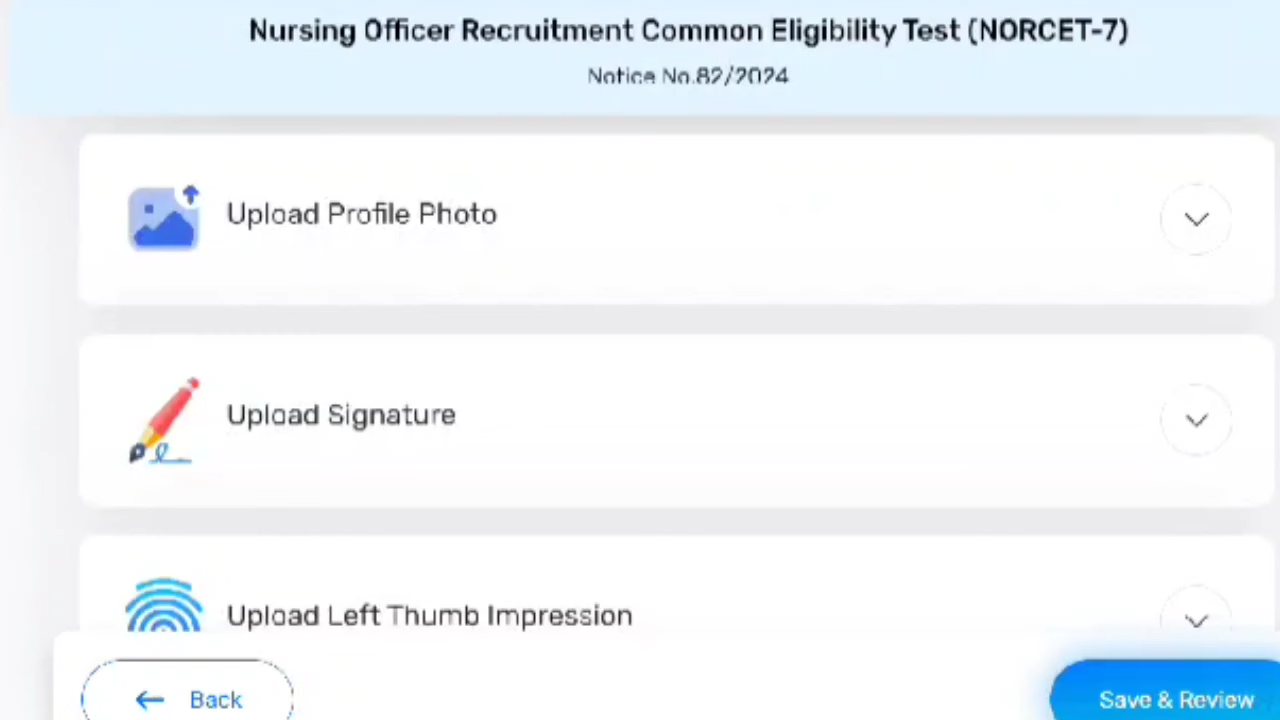 Nursing Officer Recruitment Common Eligibility Test (NORCET-7)
Notice No.82/2024
Upload Profile Photo
Upload Signature
Upload Left Thumb Impression
Back
Save & Review